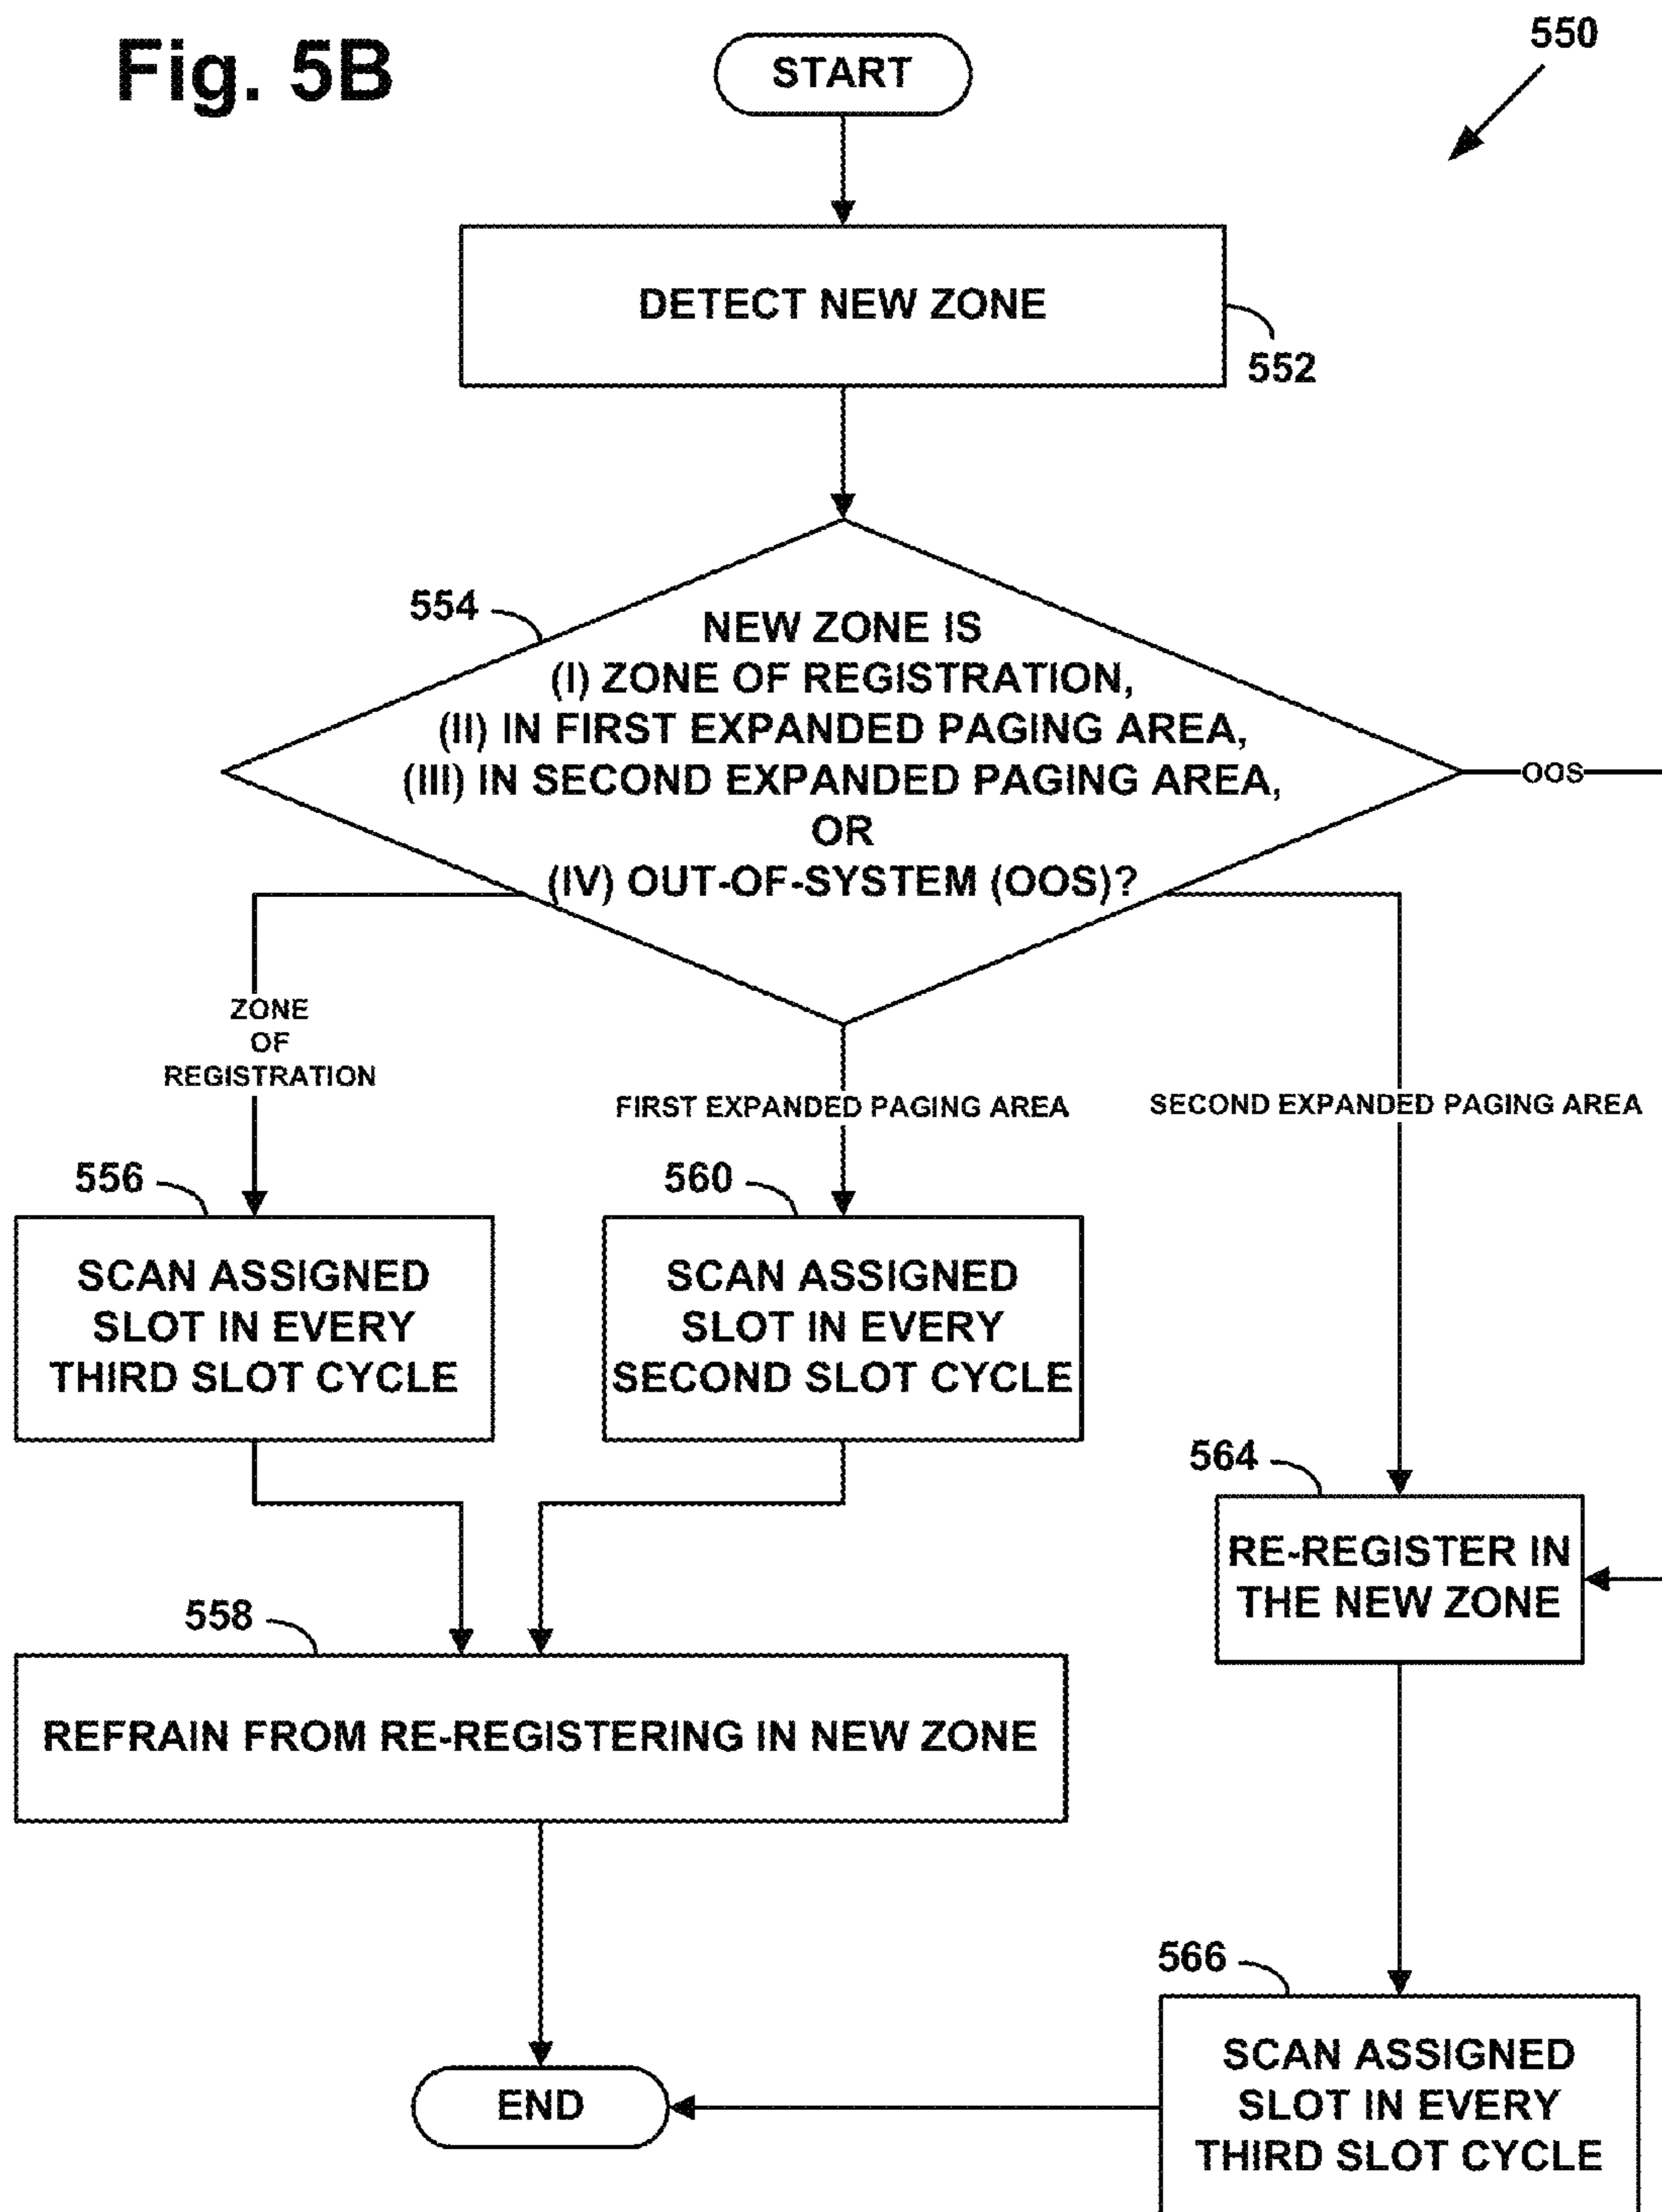 Fig. 5B
550
START
DETECT NEW ZONE
552
554
NEW ZONE IS
(I) ZONE OF REGISTRATION,
(II) IN FIRST EXPANDED PAGING AREA,
(III) IN SECOND EXPANDED PAGING AREA,
OR
(IV) OUT-OF-SYSTEM (OOS)?
OOS
ZONE
OF
REGISTRATION
FIRST EXPANDED PAGING AREA
SECOND EXPANDED PAGING AREA
556
SCAN ASSIGNED
SLOT IN EVERY
THIRD SLOT CYCLE
560
SCAN ASSIGNED
SLOT IN EVERY
SECOND SLOT CYCLE
564
RE-REGISTER IN
THE NEW ZONE
558
REFRAIN FROM RE-REGISTERING IN NEW ZONE
566
SCAN ASSIGNED
SLOT IN EVERY
THIRD SLOT CYCLE
END